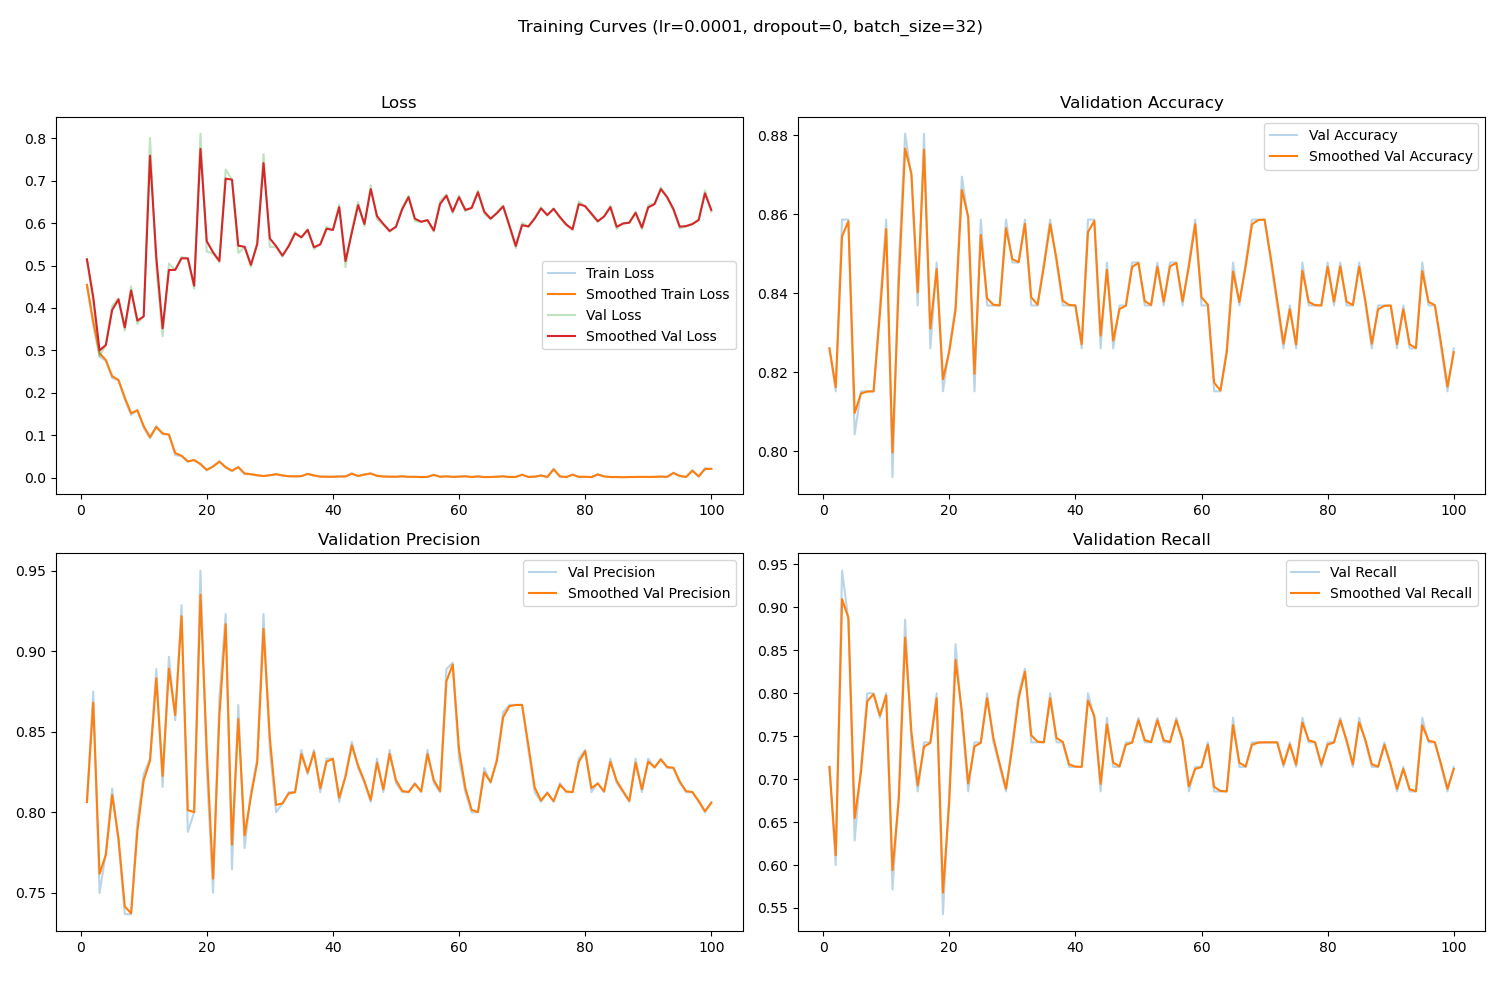 Training Curves (lr=0.0001, dropout=0, batch_size=32)
Loss
0.8
0.7
0.6
0.5
0.4
0.3
0.2
0.1
0.0
Train Loss
Smoothed Train Loss
Val Loss
Smoothed Val Loss
0 20 40 60 80 100
Validation Accuracy
0.88
0.86
0.84
0.82
0.80
Val Accuracy
Smoothed Val Accuracy
0 20 40 60 80 100
Validation Precision
0.95
0.90
0.85
0.80
0.75
Val Precision
Smoothed Val Precision
0 20 40 60 80 100
Validation Recall
0.95
0.90
0.85
0.80
0.75
0.70
0.65
0.60
0.55
Val Recall
Smoothed Val Recall
0 20 40 60 80 100